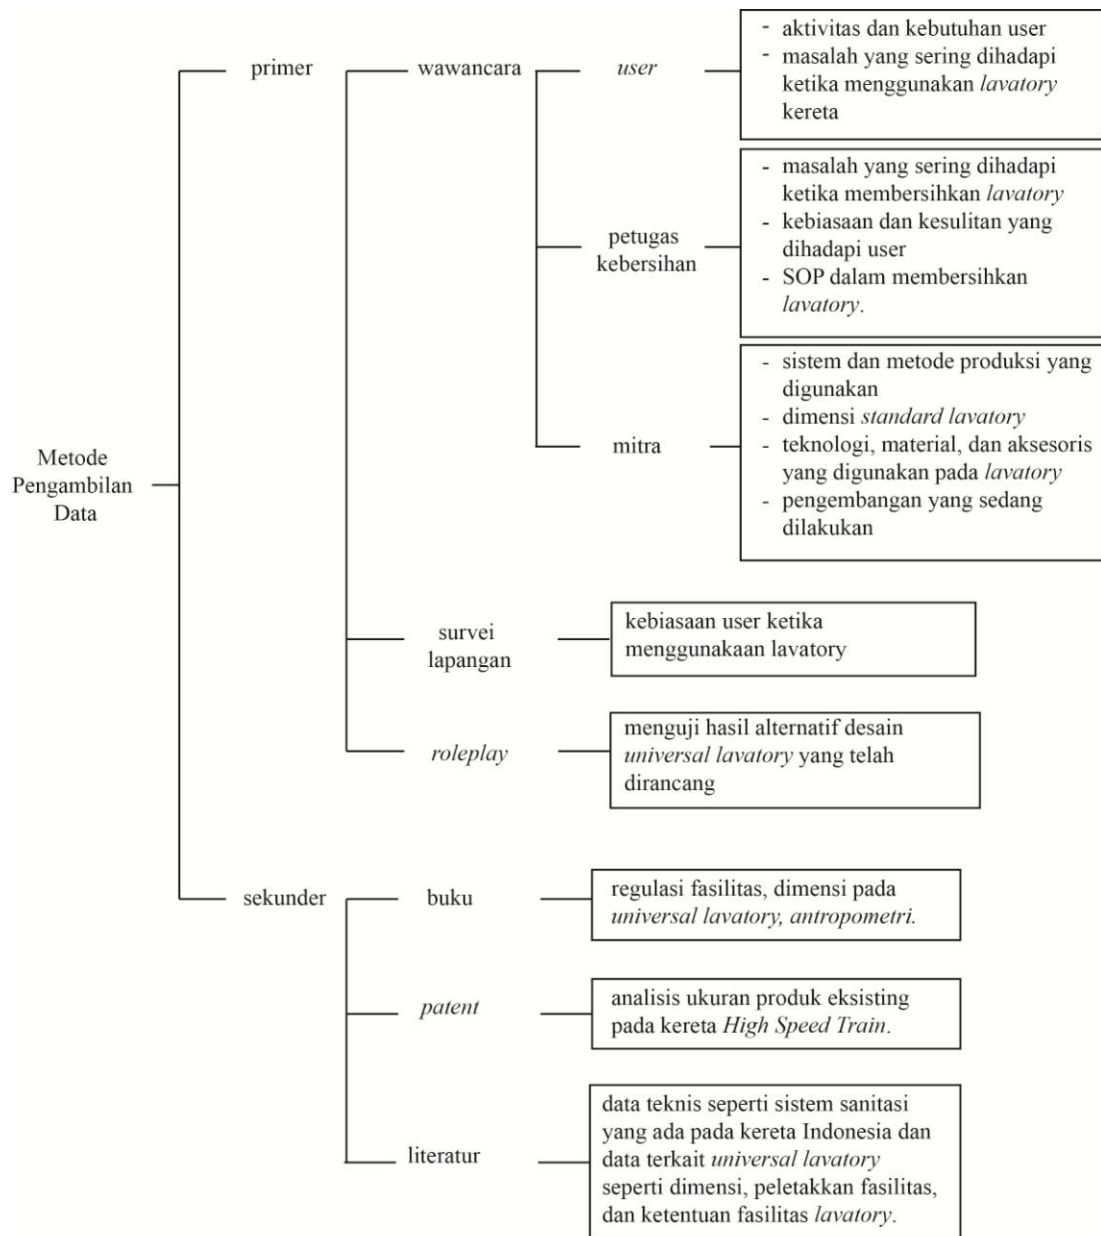 Metode
Pengambilan
Data
primer
wawancara
user
- aktivitas dan kebutuhan user
- masalah yang sering dihadapi
ketika menggunakan lavatory
kereta
petugas
kebersihan
- masalah yang sering dihadapi
ketika membersihkan lavatory
- kebiasaan dan kesulitan yang
dihadapi user
- SOP dalam membersihkan
lavatory.
mitra
- sistem dan metode produksi yang
digunakan
- dimensi standard lavatory
- teknologi, material, dan aksesoris
yang digunakan pada lavatory
- pengembangan yang sedang
dilakukan
survei
lapangan
kebiasaan user ketika
menggunakaan lavatory
roleplay
menguji hasil alternatif desain
universal lavatory yang telah
dirancang
sekunder
buku
regulasi fasilitas, dimensi pada
universal lavatory, antropometri.
patent
analisis ukuran produk eksisting
pada kereta High Speed Train.
literatur
data teknis seperti sistem sanitasi
yang ada pada kereta Indonesia dan
data terkait universal lavatory
seperti dimensi, peletakkan fasilitas,
dan ketentuan fasilitas lavatory.